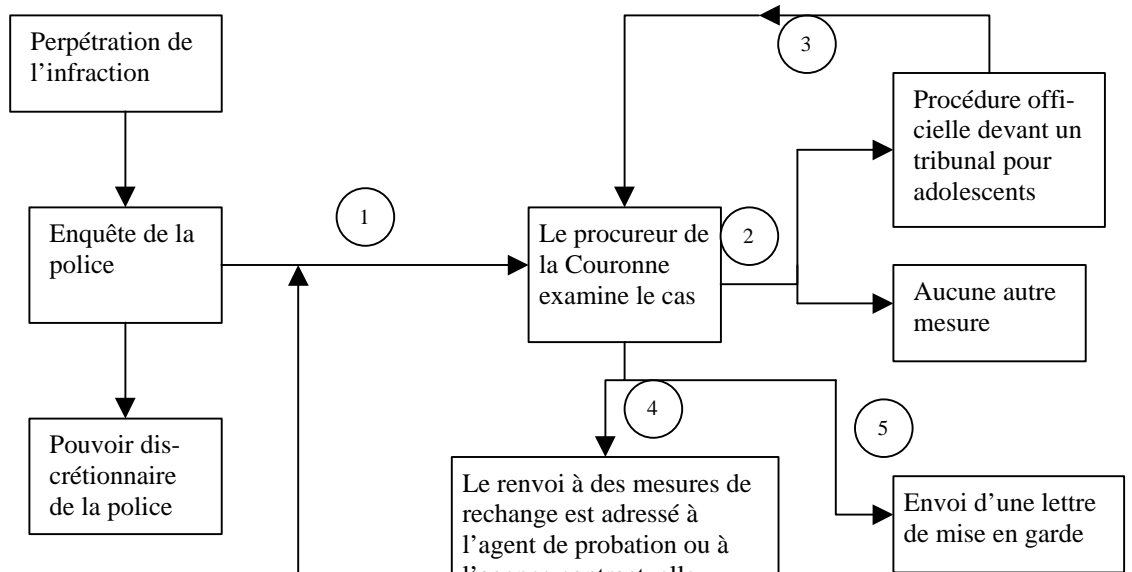 Perpétration de
l’infraction
3
Procédure offi-
cielle devant un
tribunal pour
adolescents
Enquête de la
police
1
Le procureur de
la Couronne
examine le cas
2
Aucune autre
mesure
Pouvoir dis-
crétionnaire
de la police
4
5
Le renvoi à des mesures de
rechange est adressé à
l’agent de probation ou à
l’agence contractuelle
Envoi d’une lettre
de mise en garde